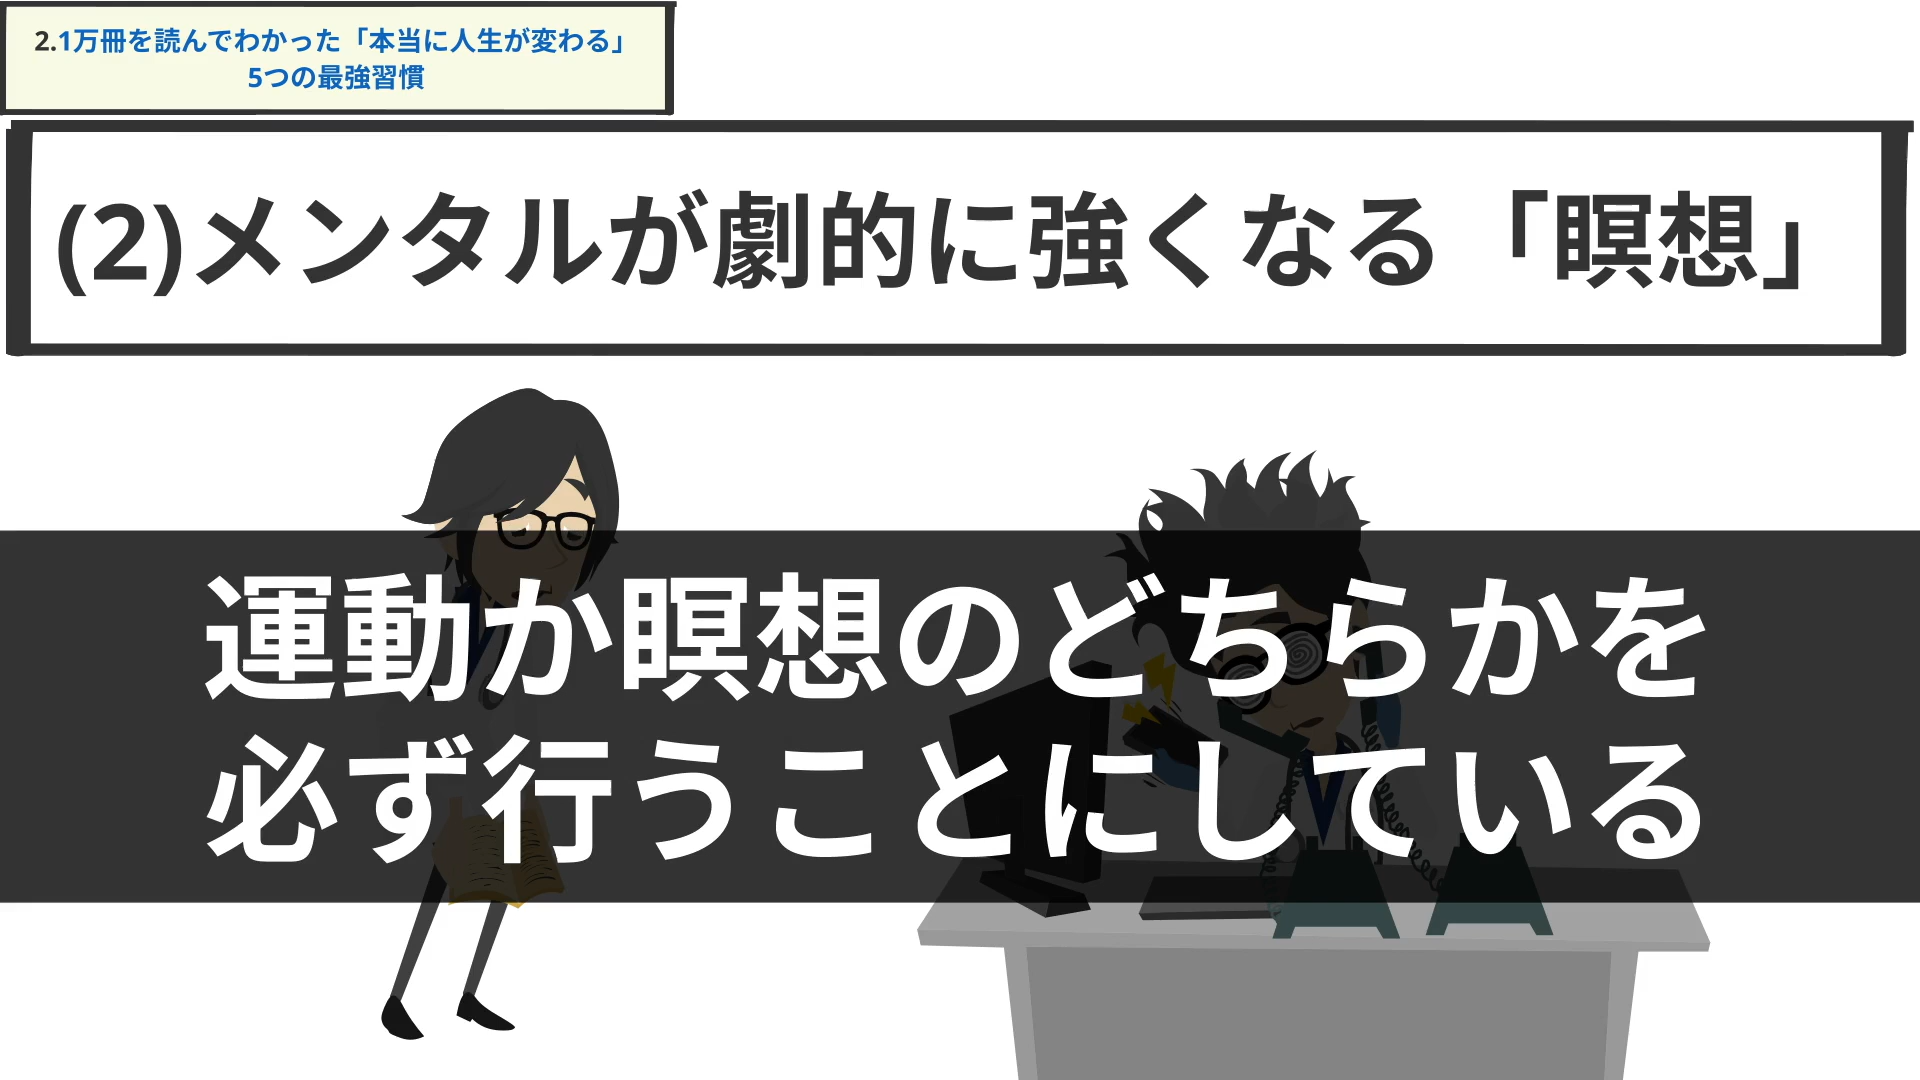 2.1万冊を読んでわかった「本当に人生が変わる」
5つの最強習慣
(2)メンタルが劇的に強くなる「瞑想」
運動か瞑想のどちらかを
必ず行うことにしている